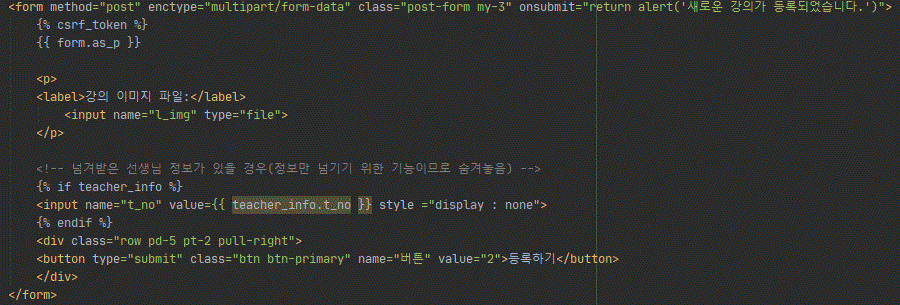 <form method="post" enctype="multipart/form-data" class="post-form my-3" onsubmit="return alert('새로운 강의가 등록되었습니다.')">
{% csrf_token %}
{{ form.as_p }}
<p>
<label>강의 이미지 파일:</label>
<input name="l_img" type="file">
</p>
<!-- 넘겨받은 선생님 정보가 있을 경우(정보만 넘기기 위한 기능이므로 숨겨놓음) -->
{% if teacher_info %}
<input name="t_no" value={{ teacher_info.t_no }} style ="display : none">
{% endif %}
<div class="row pd-5 pt-2 pull-right">
<button type="submit" class="btn btn-primary" name="버튼" value="2">등록하기</button>
</div>
</form>